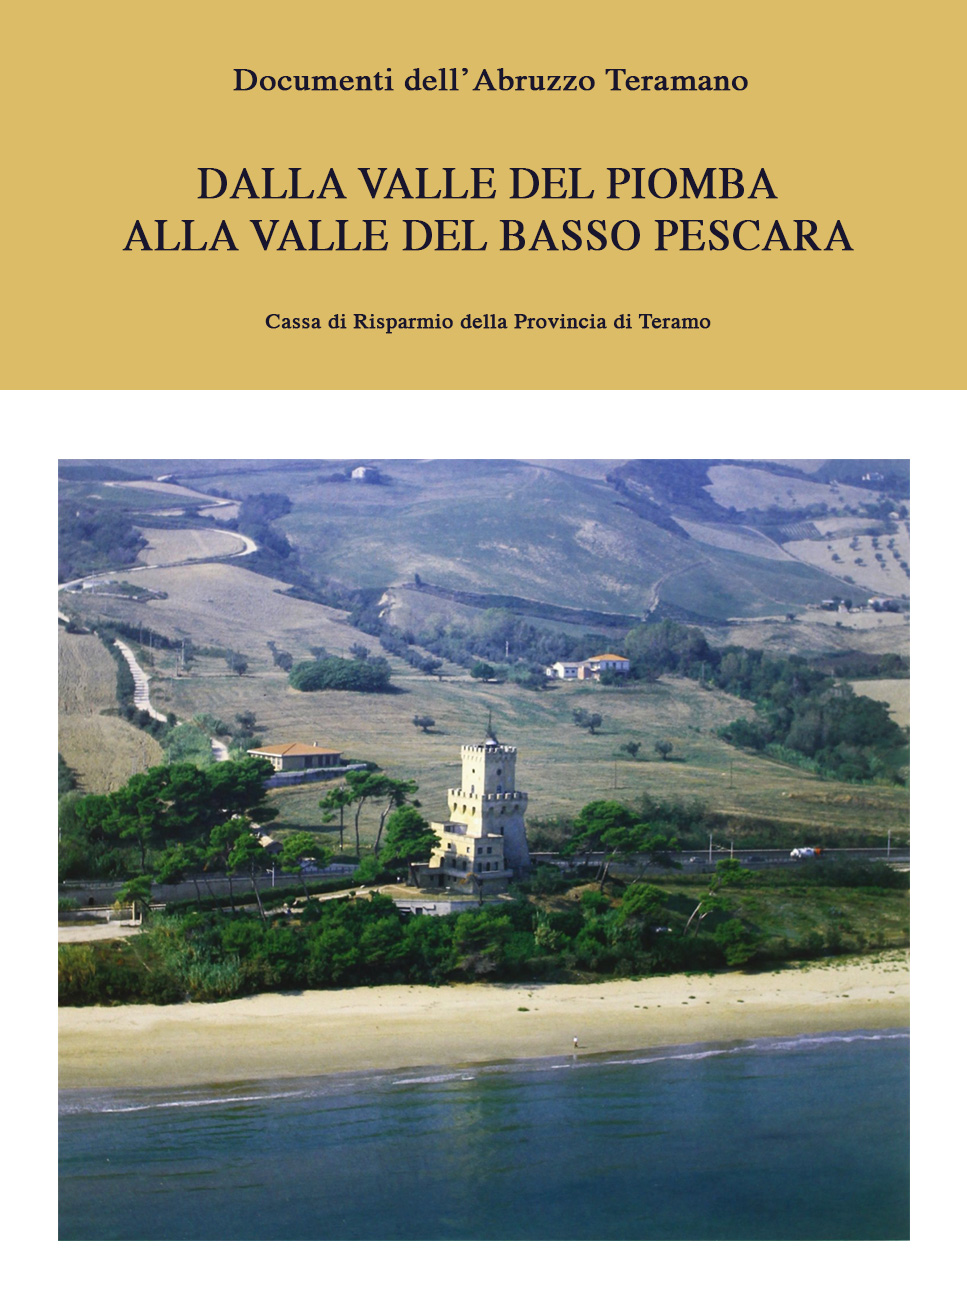 Documenti dell'Abruzzo Teramano
DALLA VALLE DEL PIOMBA
ALLA VALLE DEL BASSO PESCARA
Cassa di Risparmio della Provincia di Teramo